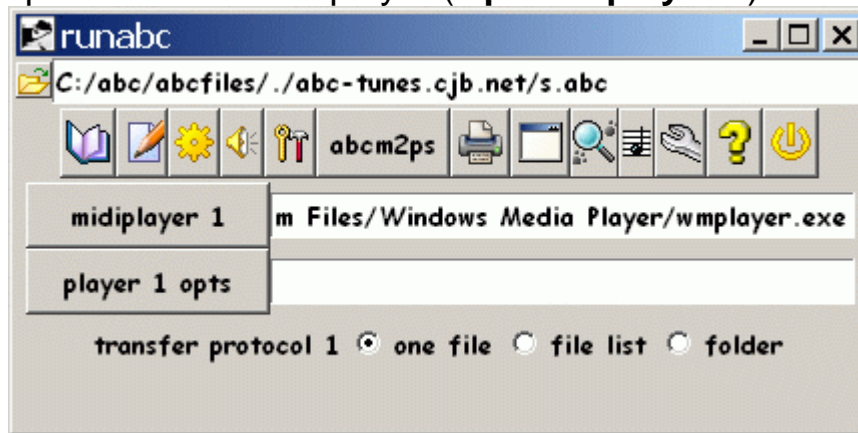 runabc
C:/abc/abcfiles/./abc-tunes.cjb.net/s.abc
abcm2ps
midiplayer 1 m Files/Windows Media Player/wmplayer.exe
player 1 opts
transfer protocol 1 one file file list folder